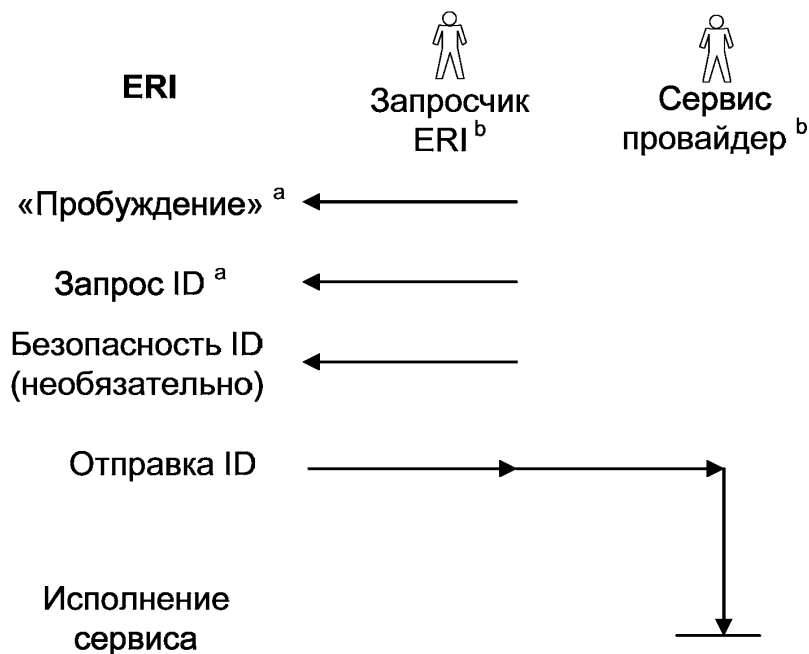 ERI
Запросчик
ERI b
Сервис
провайдер b
«Пробуждение» a
Запрос ID a
Безопасность ID
(необязательно)
Отправка ID
Исполнение
сервиса